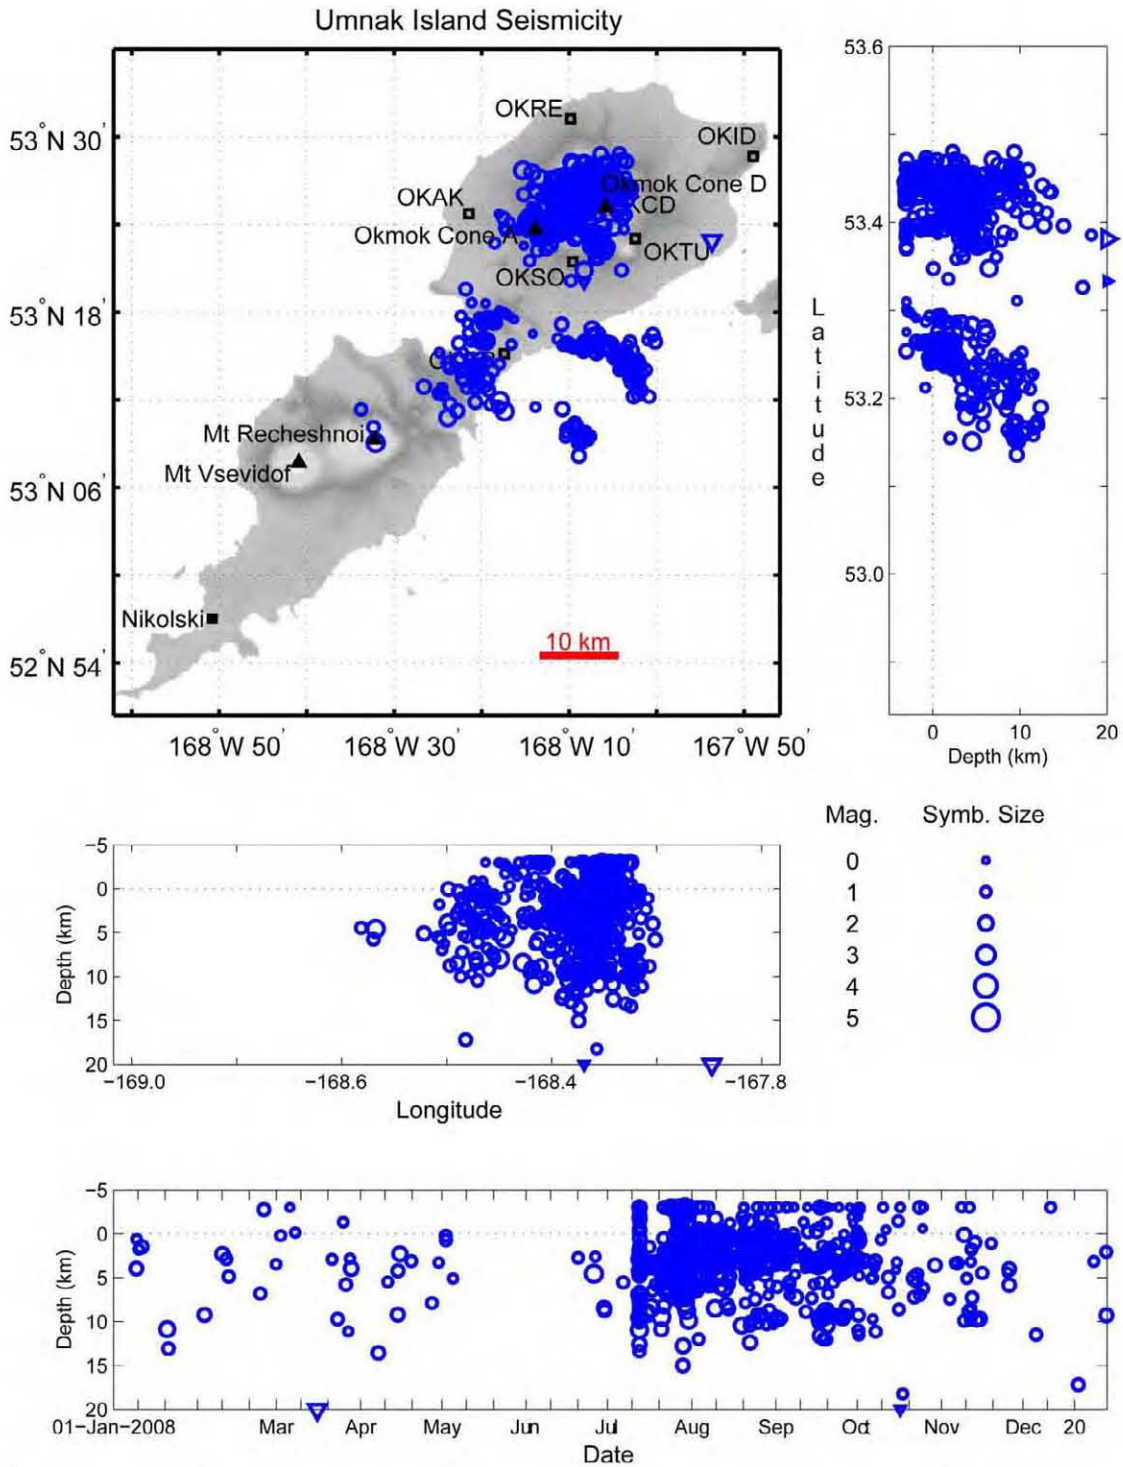 Umnak Island Seismicity
53°N 30'
53°N 18'
53°N 06'
52°N 54'
168°W 50'
168°W 30'
168°W 10'
167°W 50'
OKRE
OKID
Okmok Cone D
OKAK
KCD
Okmok Cone A
OKTU
OKSO
Mt Recheshnoi
Mt Vsevidof
Nikolski
10 km
53.6
53.4
53.2
53.0
Latitude
0 10 20
Depth (km)
Mag. Symb. Size
0
1
2
3
4
5
−5
0
5
10
15
20
Depth (km)
−169.0 −168.6 −168.4 −167.8
Longitude
−5
0
5
10
15
20
Depth (km)
01−Jan−2008 Mar Apr May Jun Jul Aug Sep Oct Nov Dec 20
Date